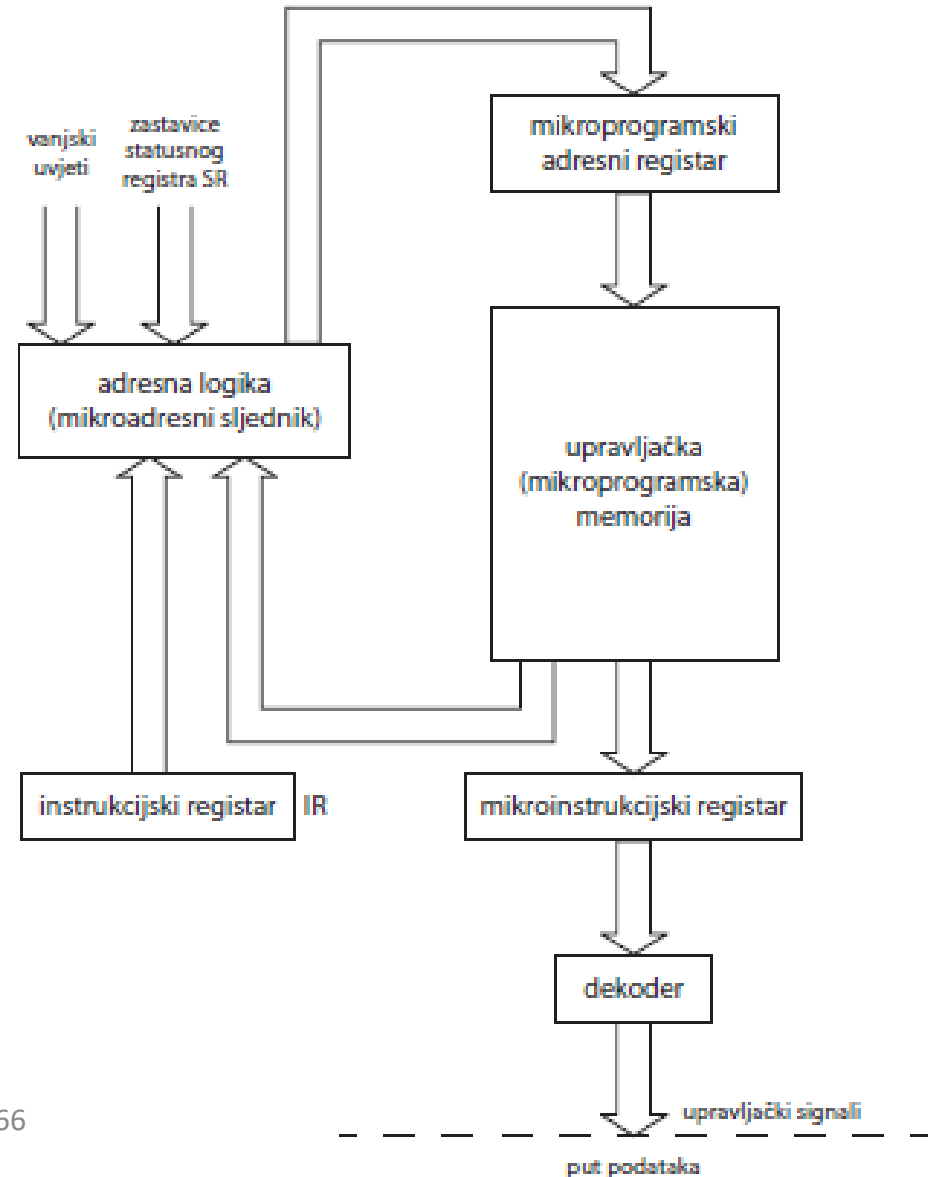 mikroprogramski
adresni registar
vanjski
uvjeti
zastavice
statusnog
registra SR
adresna logika
(mikroadresni sljednik)
upravljačka
(mikroprogramska)
memorija
instrukcijski registar
IR
mikroinstrukcijski registar
dekoder
66
upravljački signali
put podataka